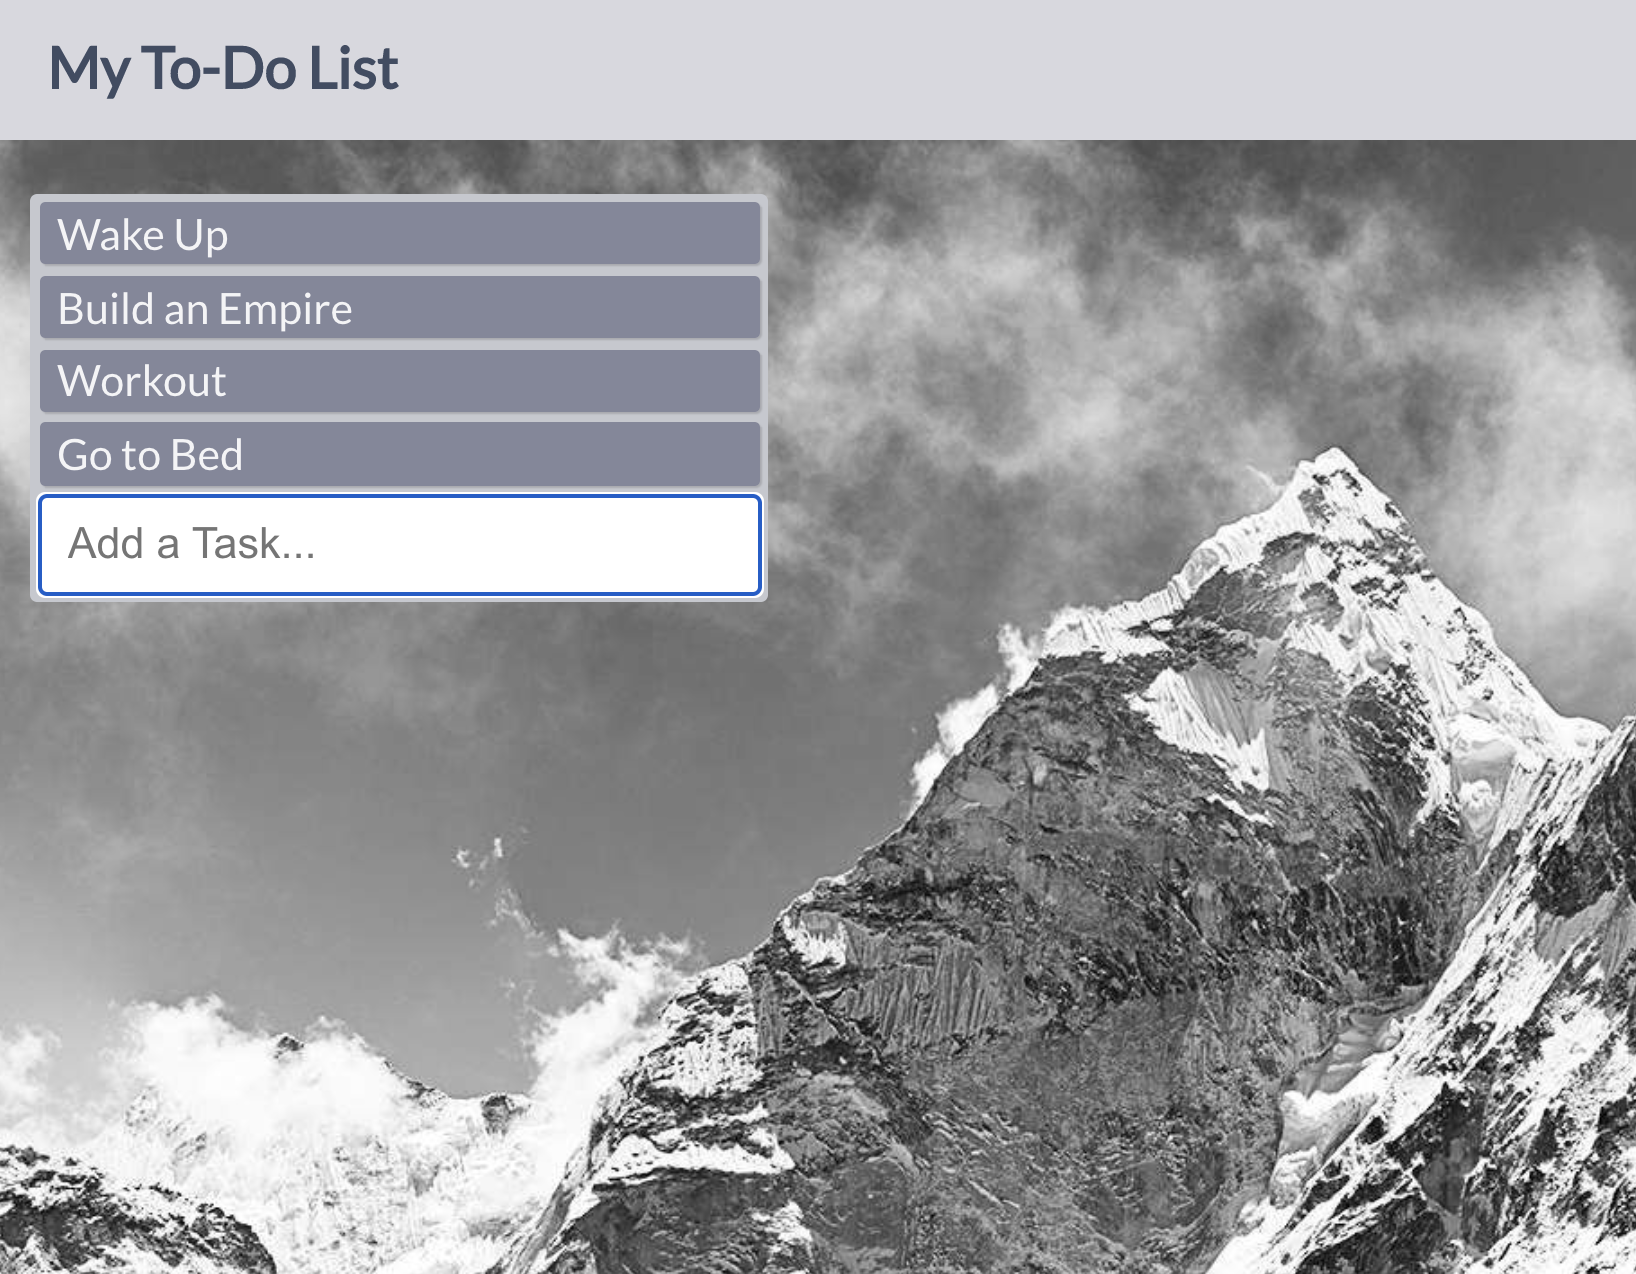 My To-Do List
Wake Up
Build an Empire
Workout
Go to Bed
Add a Task...